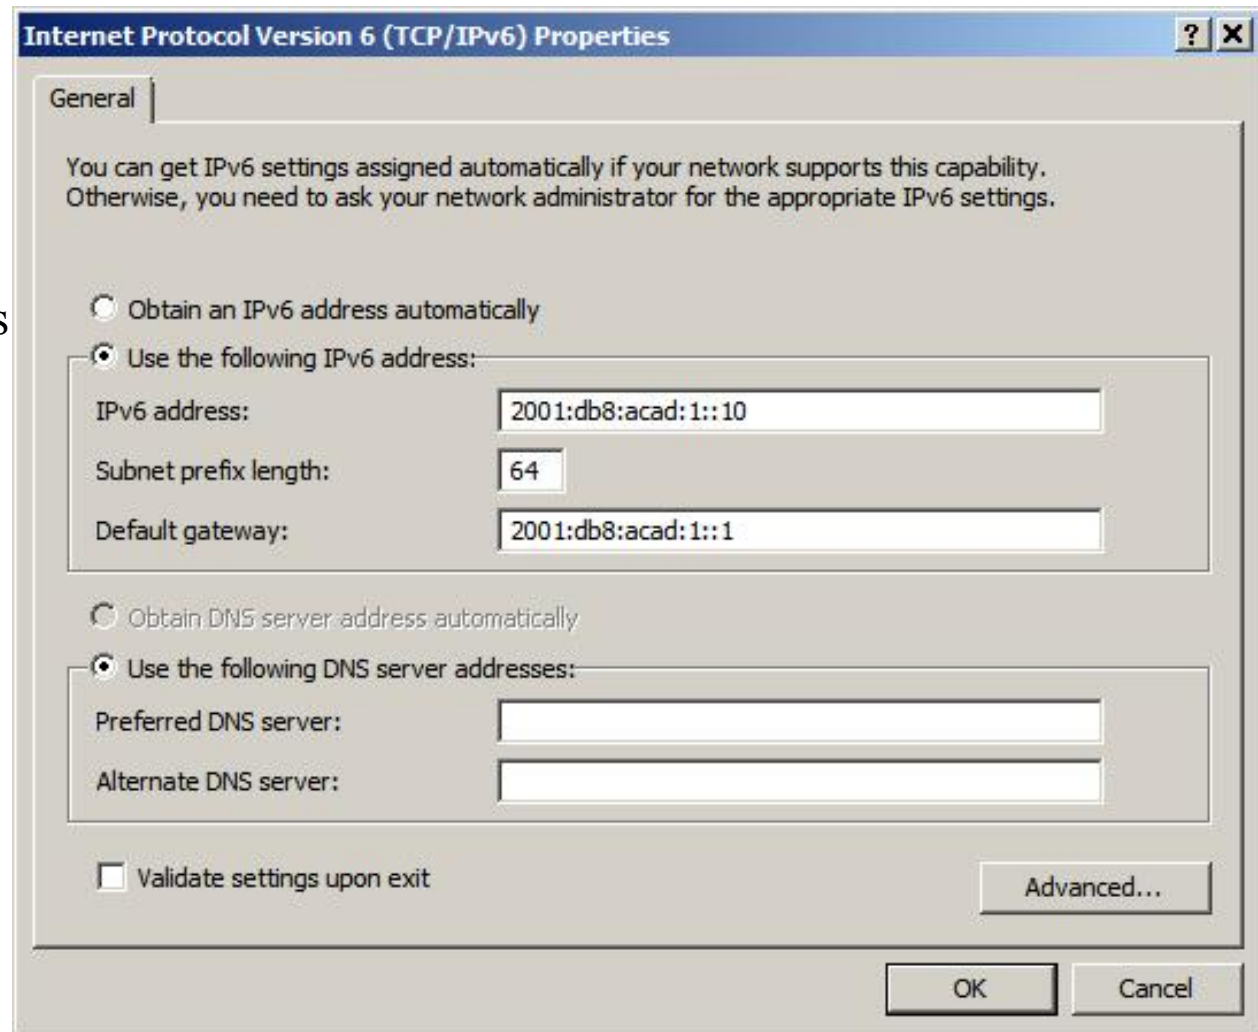 Internet Protocol Version 6 (TCP/IPv6) Properties
General
You can get IPv6 settings assigned automatically if your network supports this capability.
Otherwise, you need to ask your network administrator for the appropriate IPv6 settings.
s
Obtain an IPv6 address automatically
Use the following IPv6 address:
IPv6 address: 2001:db8:acad:1::10
Subnet prefix length: 64
Default gateway: 2001:db8:acad:1::1
Obtain DNS server address automatically
Use the following DNS server addresses:
Preferred DNS server:
Alternate DNS server:
Validate settings upon exit
Advanced...
OK Cancel